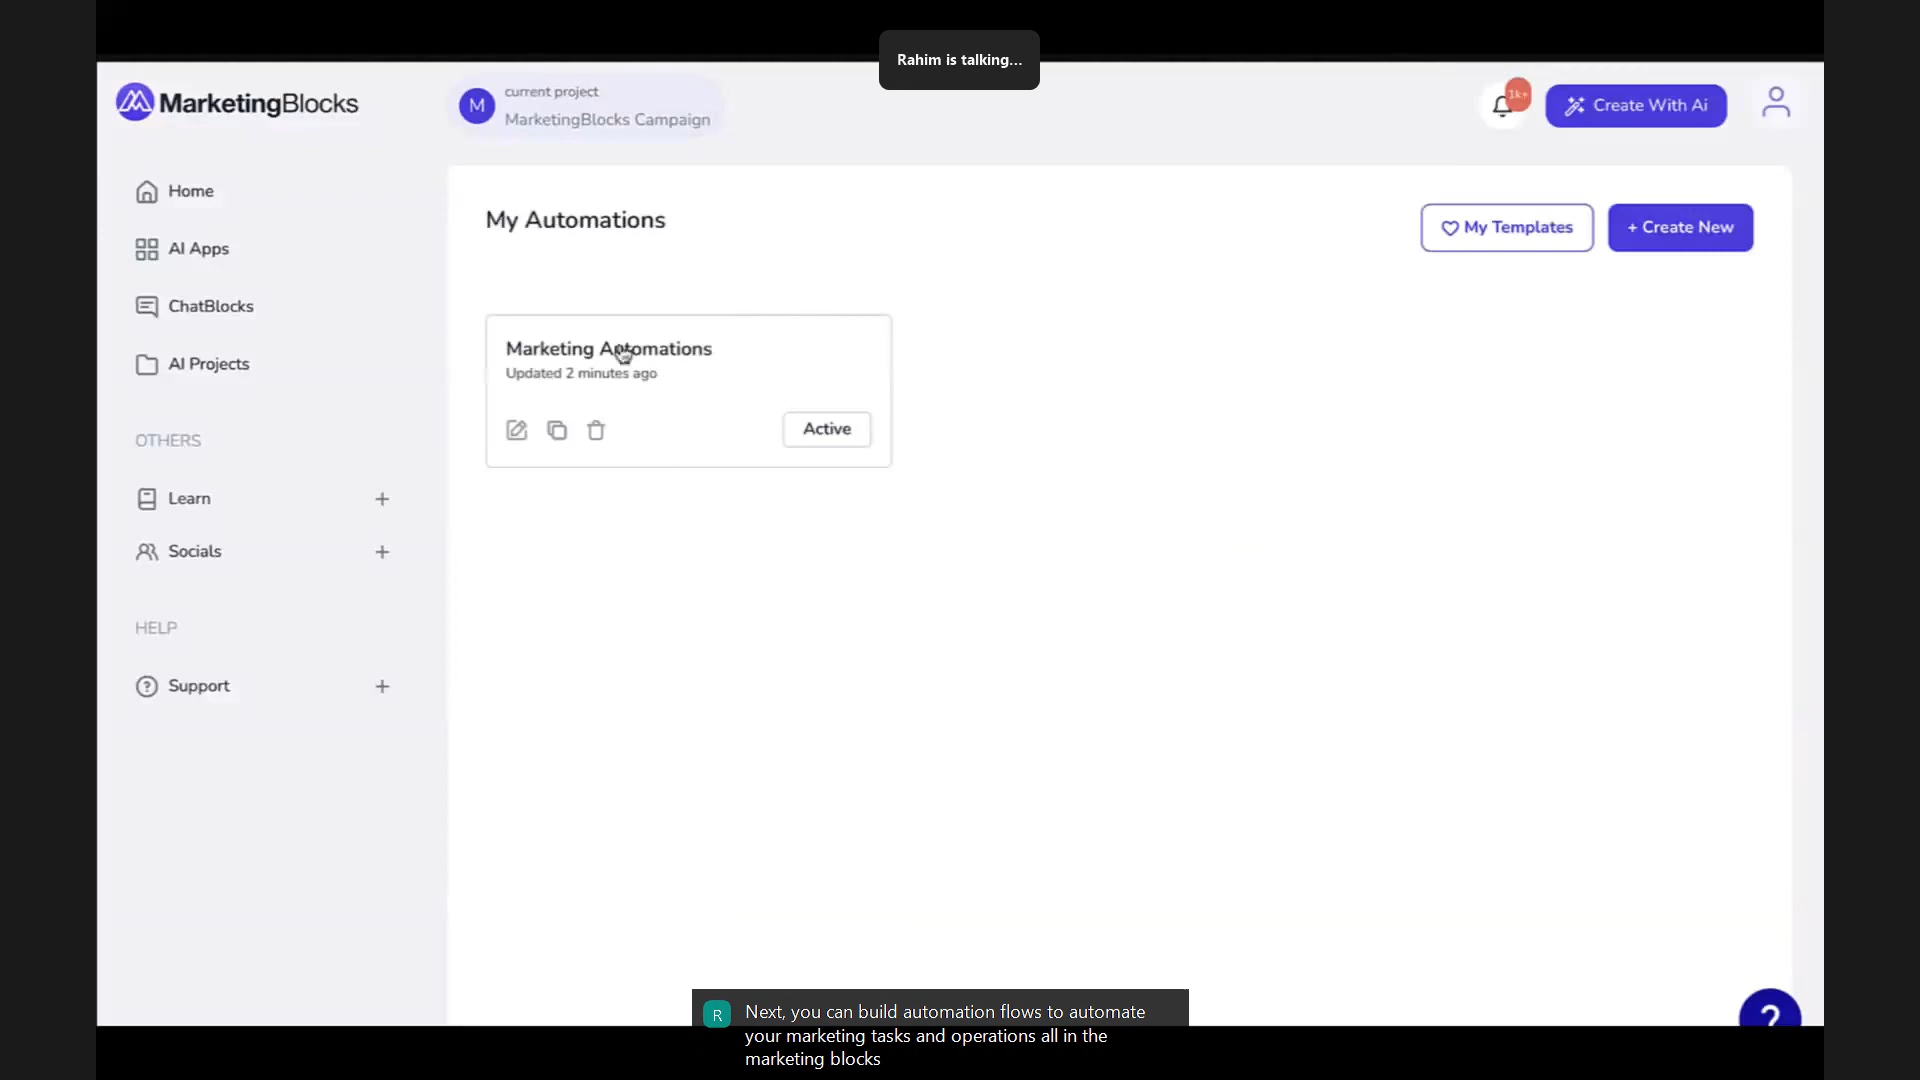 Rahim is talking...
MarketingBlocks
M
current project
MarketingBlocks Campaign
1k+
Create With Ai
Home
AI Apps
ChatBlocks
AI Projects
OTHERS
Learn +
Socials +
HELP
Support +
My Automations
My Templates
+ Create New
Marketing Automations
Updated 2 minutes ago
Active
?
R
Next, you can build automation flows to automate
your marketing tasks and operations all in the
marketing blocks